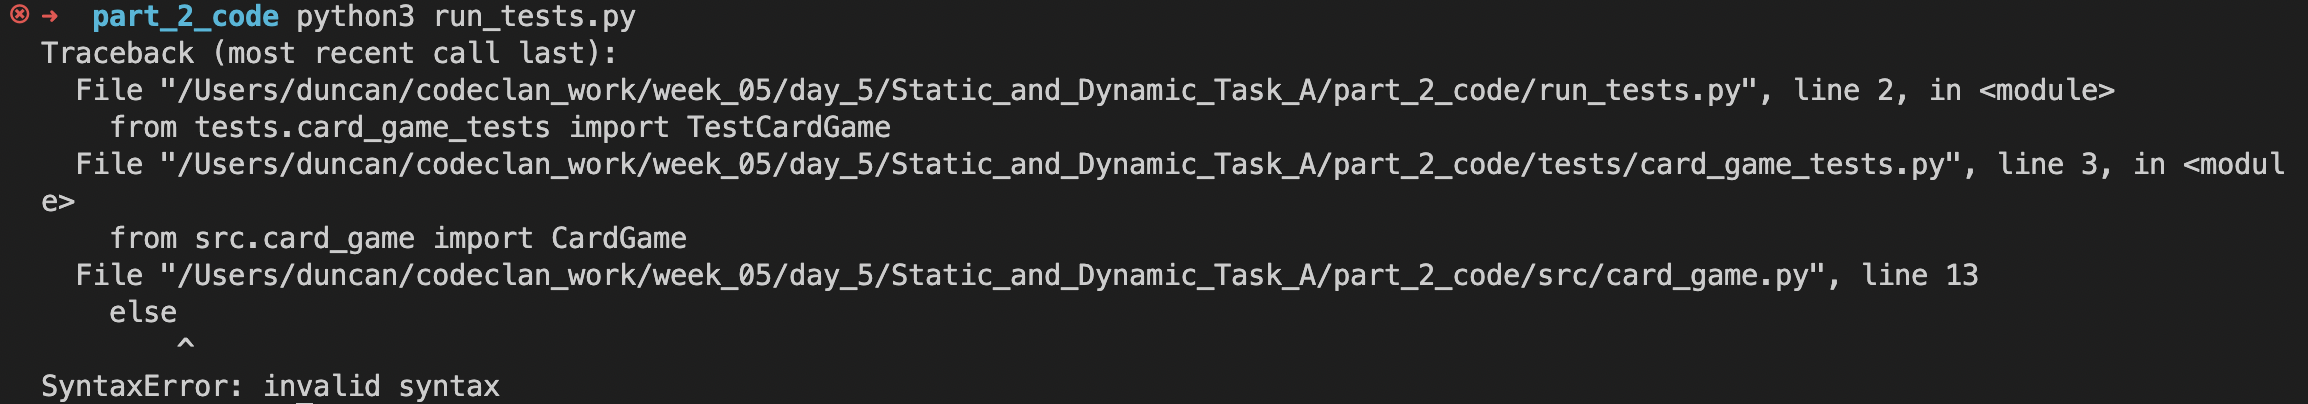 ➜ part_2_code python3 run_tests.py
Traceback (most recent call last):
File "/Users/duncan/codeclan_work/week_05/day_5/Static_and_Dynamic_Task_A/part_2_code/run_tests.py", line 2, in <module>
from tests.card_game_tests import TestCardGame
File "/Users/duncan/codeclan_work/week_05/day_5/Static_and_Dynamic_Task_A/part_2_code/tests/card_game_tests.py", line 3, in <modul
e>
from src.card_game import CardGame
File "/Users/duncan/codeclan_work/week_05/day_5/Static_and_Dynamic_Task_A/part_2_code/src/card_game.py", line 13
else
^
SyntaxError: invalid syntax